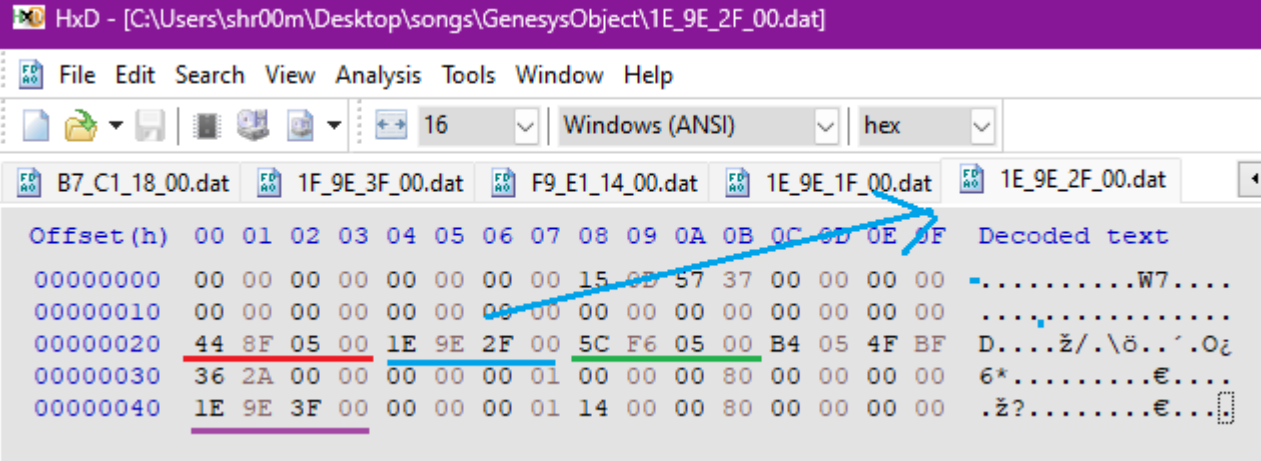 HxD - [C:\Users\shr00m\Desktop\songs\GenesysObject\1E_9E_2F_00.dat]
File Edit Search View Analysis Tools Window Help
16 Windows (ANSI) hex
B7_C1_18_00.dat 1F_9E_3F_00.dat F9_E1_14_00.dat 1E_9E_1F_00.dat 1E_9E_2F_00.dat
Offset(h) 00 01 02 03 04 05 06 07 08 09 0A 0B 0C 0D 0E 0F Decoded text
00000000 00 00 00 00 00 00 00 00 15 0D 57 37 00 00 00 00 ..........W7....
00000010 00 00 00 00 00 00 00 00 00 00 00 00 00 00 00 00 ................
00000020 44 8F 05 00 1E 9E 2F 00 5C F6 05 00 B4 05 4F BF D....ž/.\ö..´.O¿
00000030 36 2A 00 00 00 00 00 01 00 00 00 80 00 00 00 00 6*.........€....
00000040 1E 9E 3F 00 00 00 00 01 14 00 00 80 00 00 00 00 .ž?........€....